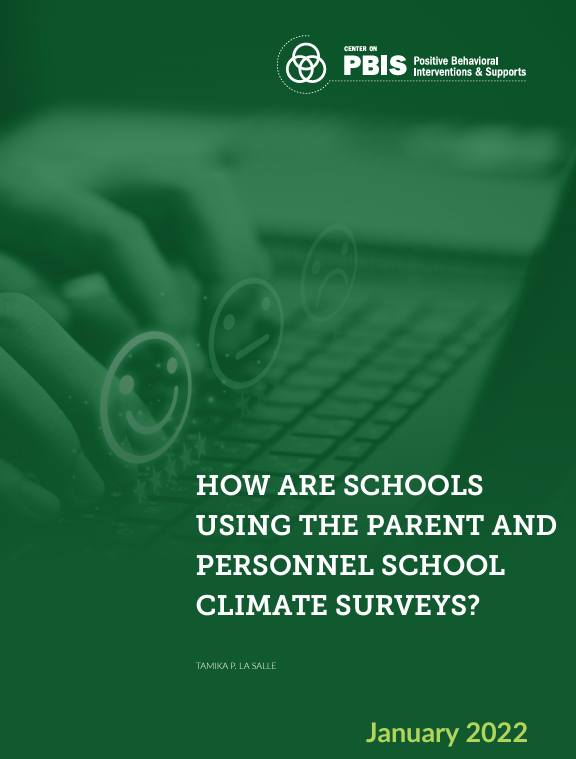 CENTER ON
PBIS
Positive Behavioral
Interventions & Supports
HOW ARE SCHOOLS
USING THE PARENT AND
PERSONNEL SCHOOL
CLIMATE SURVEYS?
TAMIKA P. LA SALLE
January 2022